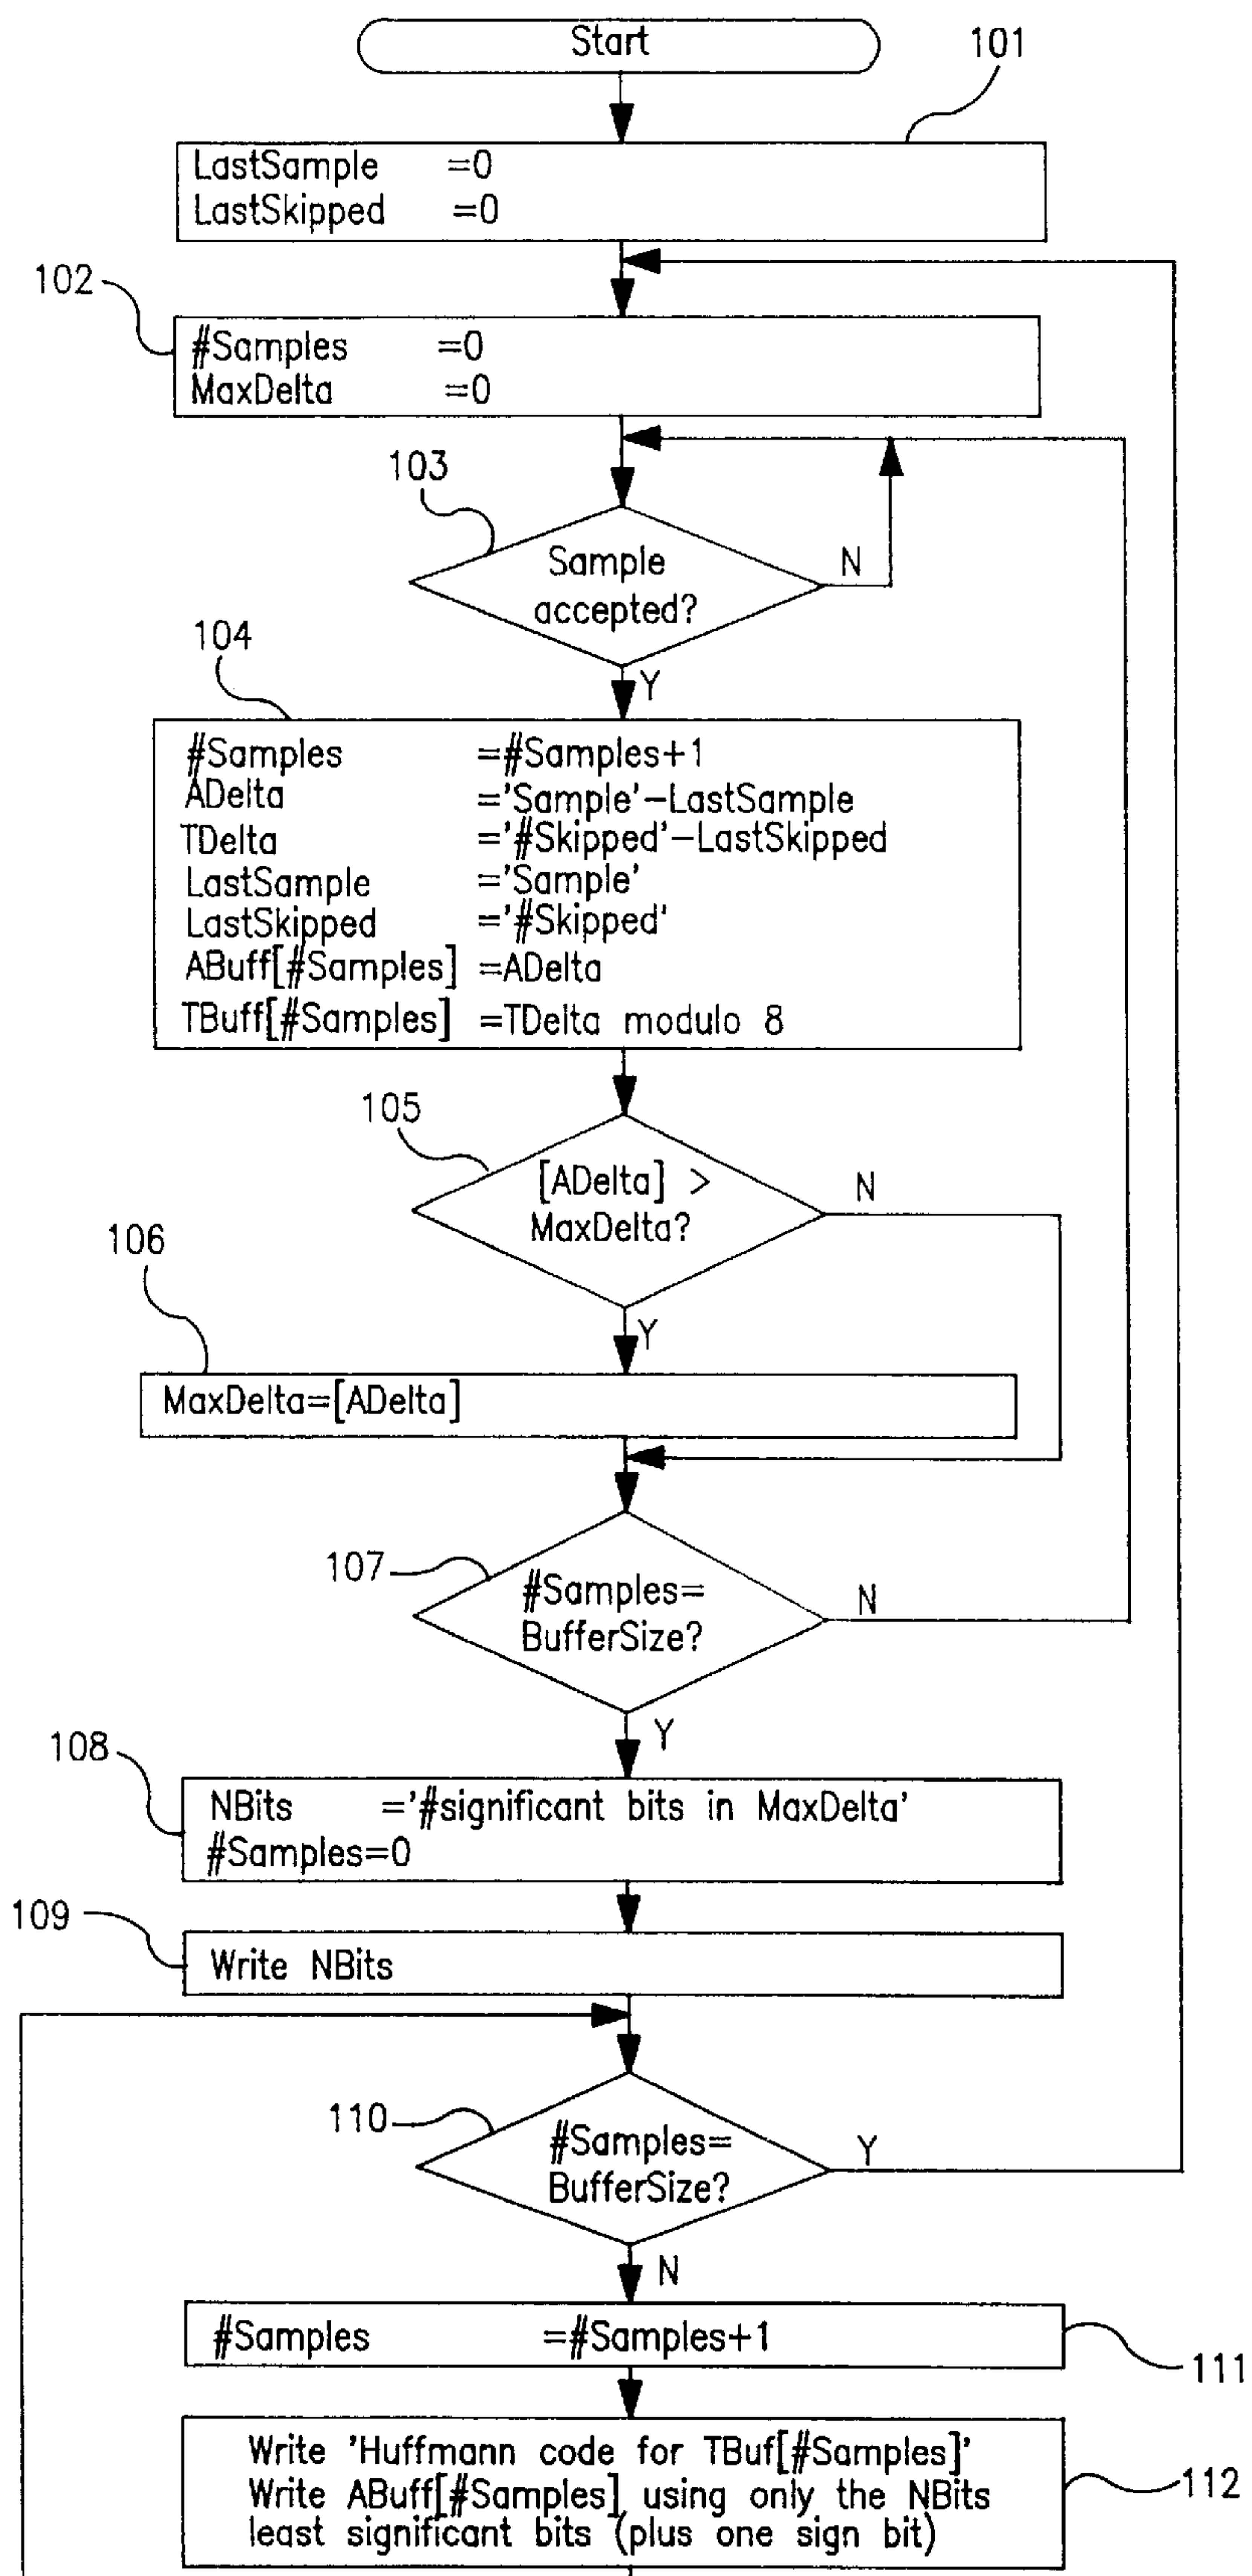 Start
101
LastSample =0
LastSkipped =0
102
#Samples =0
MaxDelta =0
103
Sample
accepted?
N
Y
104
#Samples =#Samples+1
ADelta ='Sample'-LastSample
TDelta ='#Skipped'-LastSkipped
LastSample ='Sample'
LastSkipped ='#Skipped'
ABuff[#Samples] =ADelta
TBuff[#Samples] =TDelta modulo 8
105
[ADelta] >
MaxDelta?
N
Y
106
MaxDelta=[ADelta]
107
#Samples=
BufferSize?
N
Y
108
NBits ='#significant bits in MaxDelta'
#Samples=0
109
Write NBits
110
#Samples=
BufferSize?
Y
N
#Samples =#Samples+1
111
Write 'Huffmann code for TBuf[#Samples]'
Write ABuff[#Samples] using only the NBits
least significant bits (plus one sign bit)
112